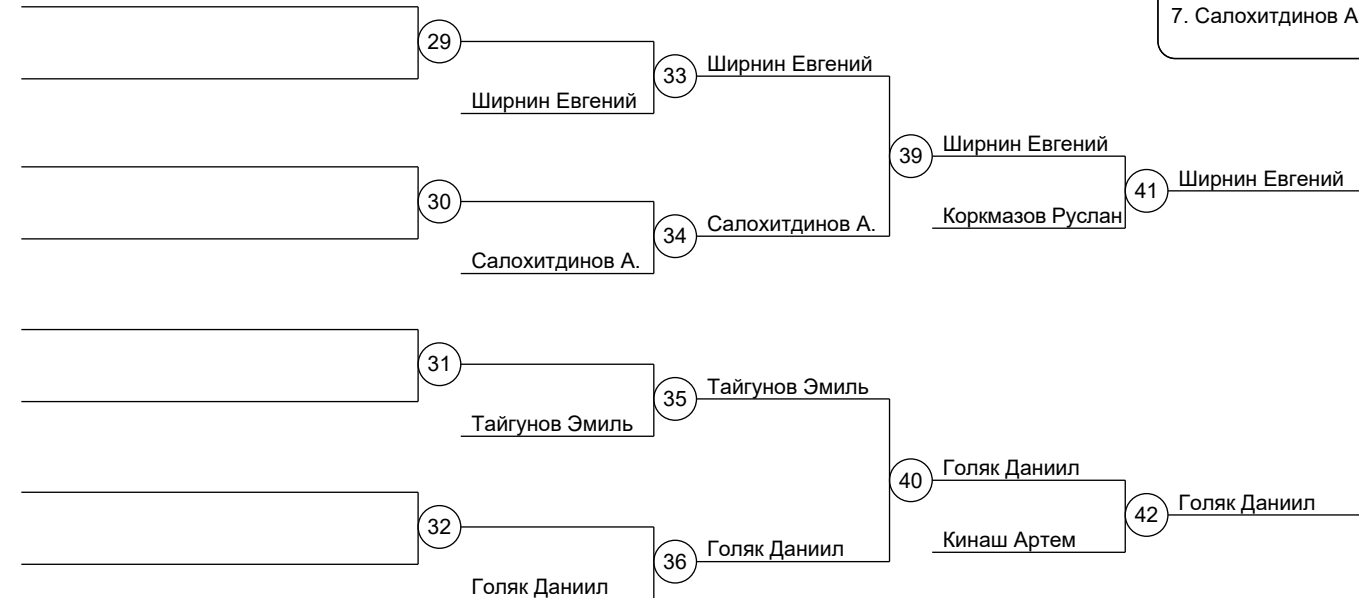 7. Салохитдинов А
29
Ширнин Евгений
33
Ширнин Евгений
39
Ширнин Евгений
41
Ширнин Евгений
30
Коркмазов Руслан
34
Салохитдинов А.
Салохитдинов А.
31
35
Тайгунов Эмиль
Тайгунов Эмиль
40
Голяк Даниил
42
Голяк Даниил
32
Кинаш Артем
36
Голяк Даниил
Голяк Даниил